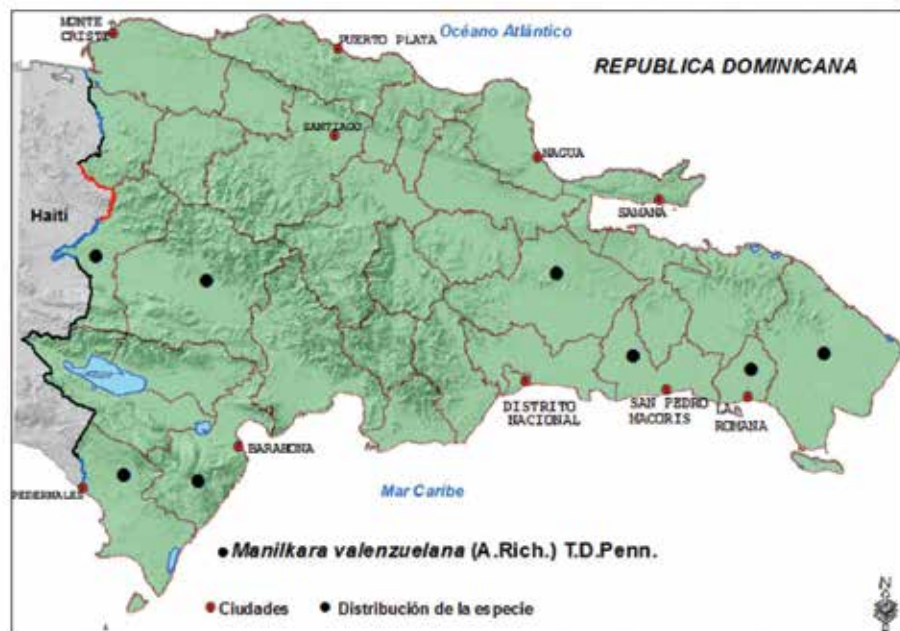 MONTE
CRISTI
PUERTO PLATA
Océano Atlántico
REPUBLICA DOMINICANA
SANTIAGO
NAGUA
SAMANA
Haití
DISTRITO
NACIONAL
SAN PEDRO
MACORIS
LA
ROMANA
BARAHONA
PEDERNALES
Mar Caribe
Manilkara valenzuelana (A.Rich.) T.D.Penn.
Ciudades
Distribución de la especie